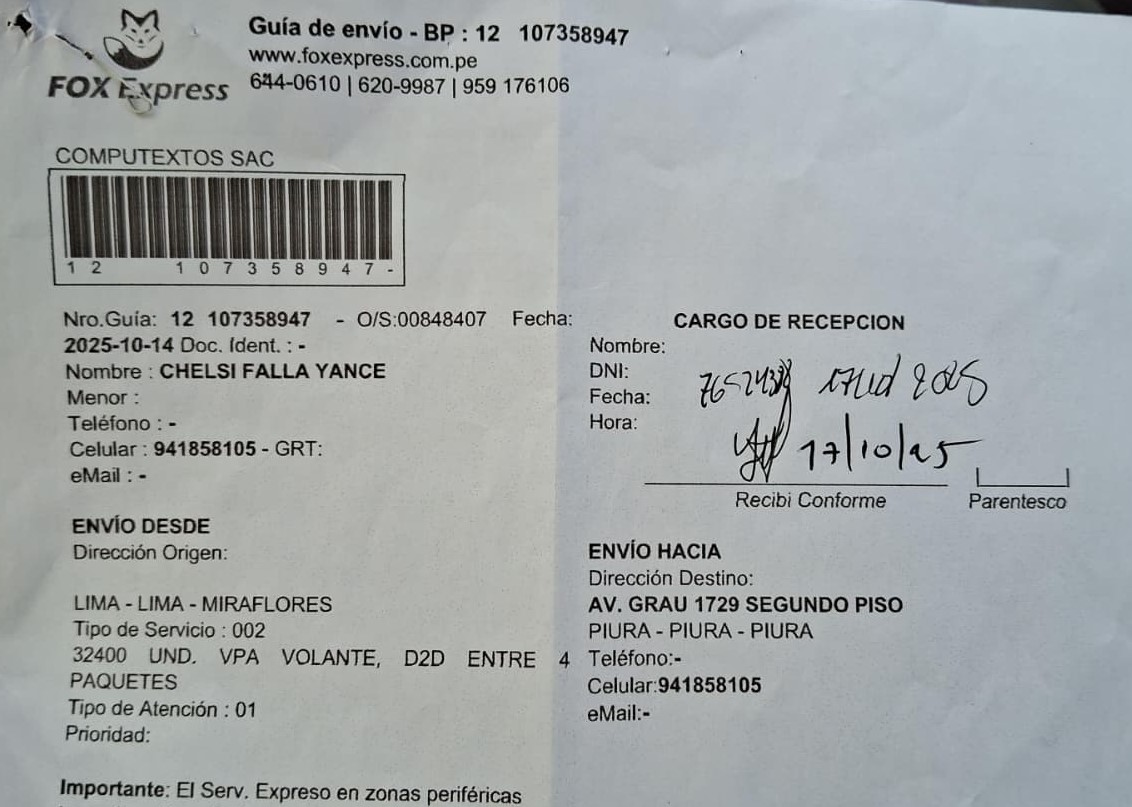 FOX Express
Guía de envío - BP : 12 107358947
www.foxexpress.com.pe
644-0610 | 620-9987 | 959 176106
COMPUTEXTOS SAC
12 107358947-
Nro.Guía: 12 107358947 - O/S:00848407 Fecha:
2025-10-14 Doc. Ident. : -
Nombre : CHELSI FALLA YANCE
Menor :
Teléfono : -
Celular : 941858105 - GRT:
eMail : -
ENVÍO DESDE
Dirección Origen:
LIMA - LIMA - MIRAFLORES
Tipo de Servicio : 002
32400 UND. VPA VOLANTE, D2D ENTRE 4
PAQUETES
Tipo de Atención : 01
Prioridad:
Importante: El Serv. Expreso en zonas periféricas
CARGO DE RECEPCION
Nombre:
DNI:
Fecha:
Hora:
17/10/25
Recibi Conforme
Parentesco
ENVÍO HACIA
Dirección Destino:
AV. GRAU 1729 SEGUNDO PISO
PIURA - PIURA - PIURA
Teléfono:-
Celular:941858105
eMail:-